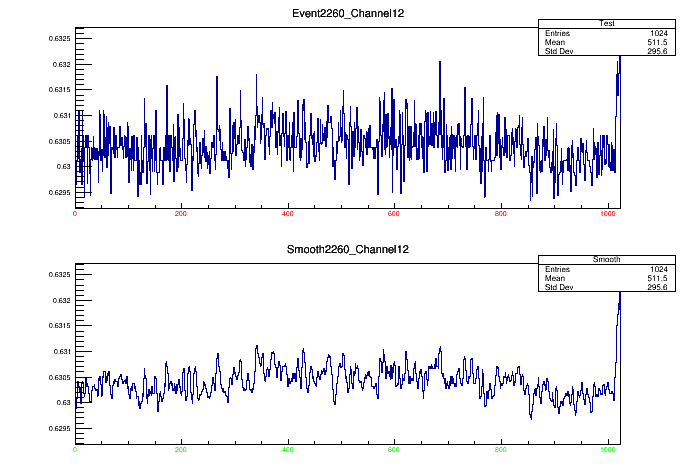 Event2260_Channel12
Test
Entries 1024
Mean 511.5
Std Dev 295.6
0.6325
0.632
0.6315
0.631
0.6305
0.63
0.6295
0 200 400 600 800 1000
Smooth2260_Channel12
Smooth
Entries 1024
Mean 511.5
Std Dev 295.6
0.6325
0.632
0.6315
0.631
0.6305
0.63
0.6295
0 200 400 600 800 1000